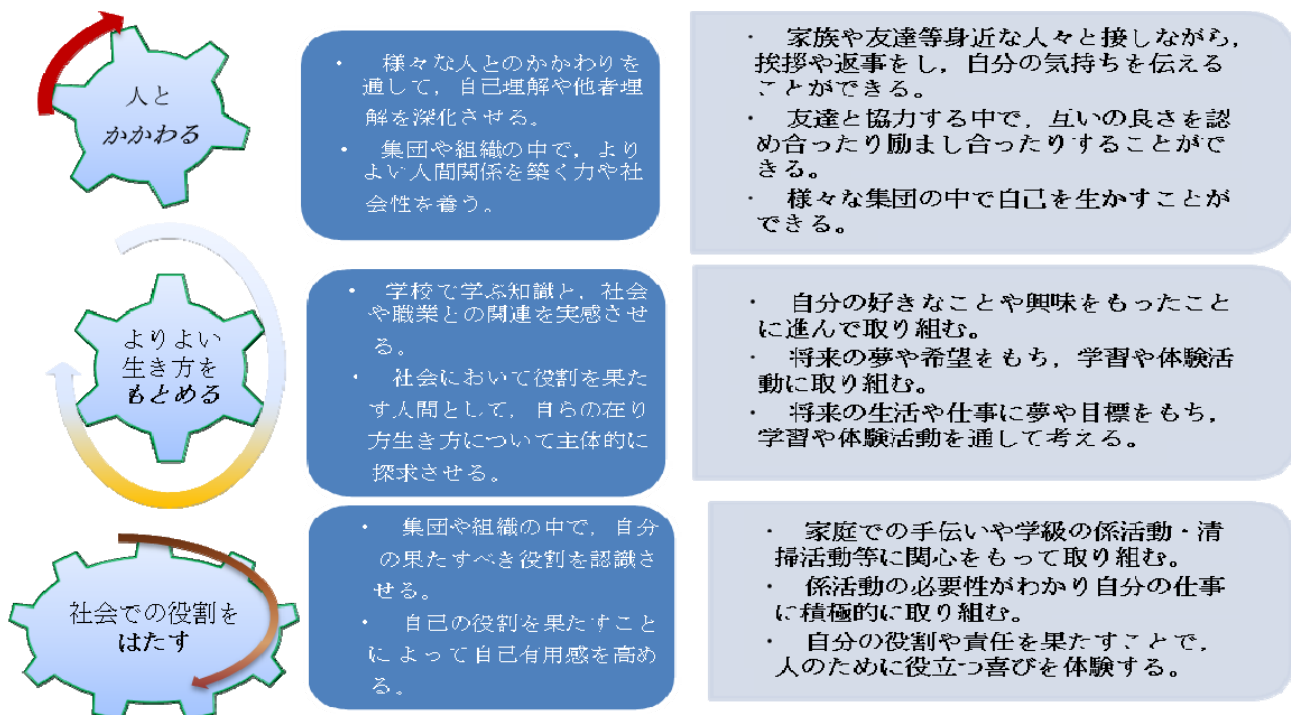 人と
かかわる
・　様々な人とのかかわりを
通して，自己理解や他者理
解を深化させる。
・　集団や組織の中で，より
よい人間関係を築く力や社
会性を養う。
・　家族や友達等身近な人々と接しながら，
挨拶や返事をし，自分の気持ちを伝える
ことができる。
・　友達と協力する中で，互いの良さを認
め合ったり励まし合ったりすることがで
きる。
・　様々な集団の中で自己を生かすことが
できる。
よりよい
生き方を
もとめる
・　学校で学ぶ知識と，社会
や職業との関連を実感させ
る。
・　社会において役割を果た
す人間として，自らの在り
方生き方について主体的に
探求させる。
・　自分の好きなことや興味をもったこと
に進んで取り組む。
・　将来の夢や希望をもち，学習や体験活
動に取り組む。
・　将来の生活や仕事に夢や目標をもち，
学習や体験活動を通して考える。
社会での役割を
はたす
・　集団や組織の中で，自分
の果たすべき役割を認識さ
せる。
・　自己の役割を果たすこと
によって自己有用感を高め
る。
・　家庭での手伝いや学級の係活動・清
掃活動等に関心をもって取り組む。
・　係活動の必要性がわかり自分の仕事
に積極的に取り組む。
・　自分の役割や責任を果たすことで，
人のために役立つ喜びを体験する。